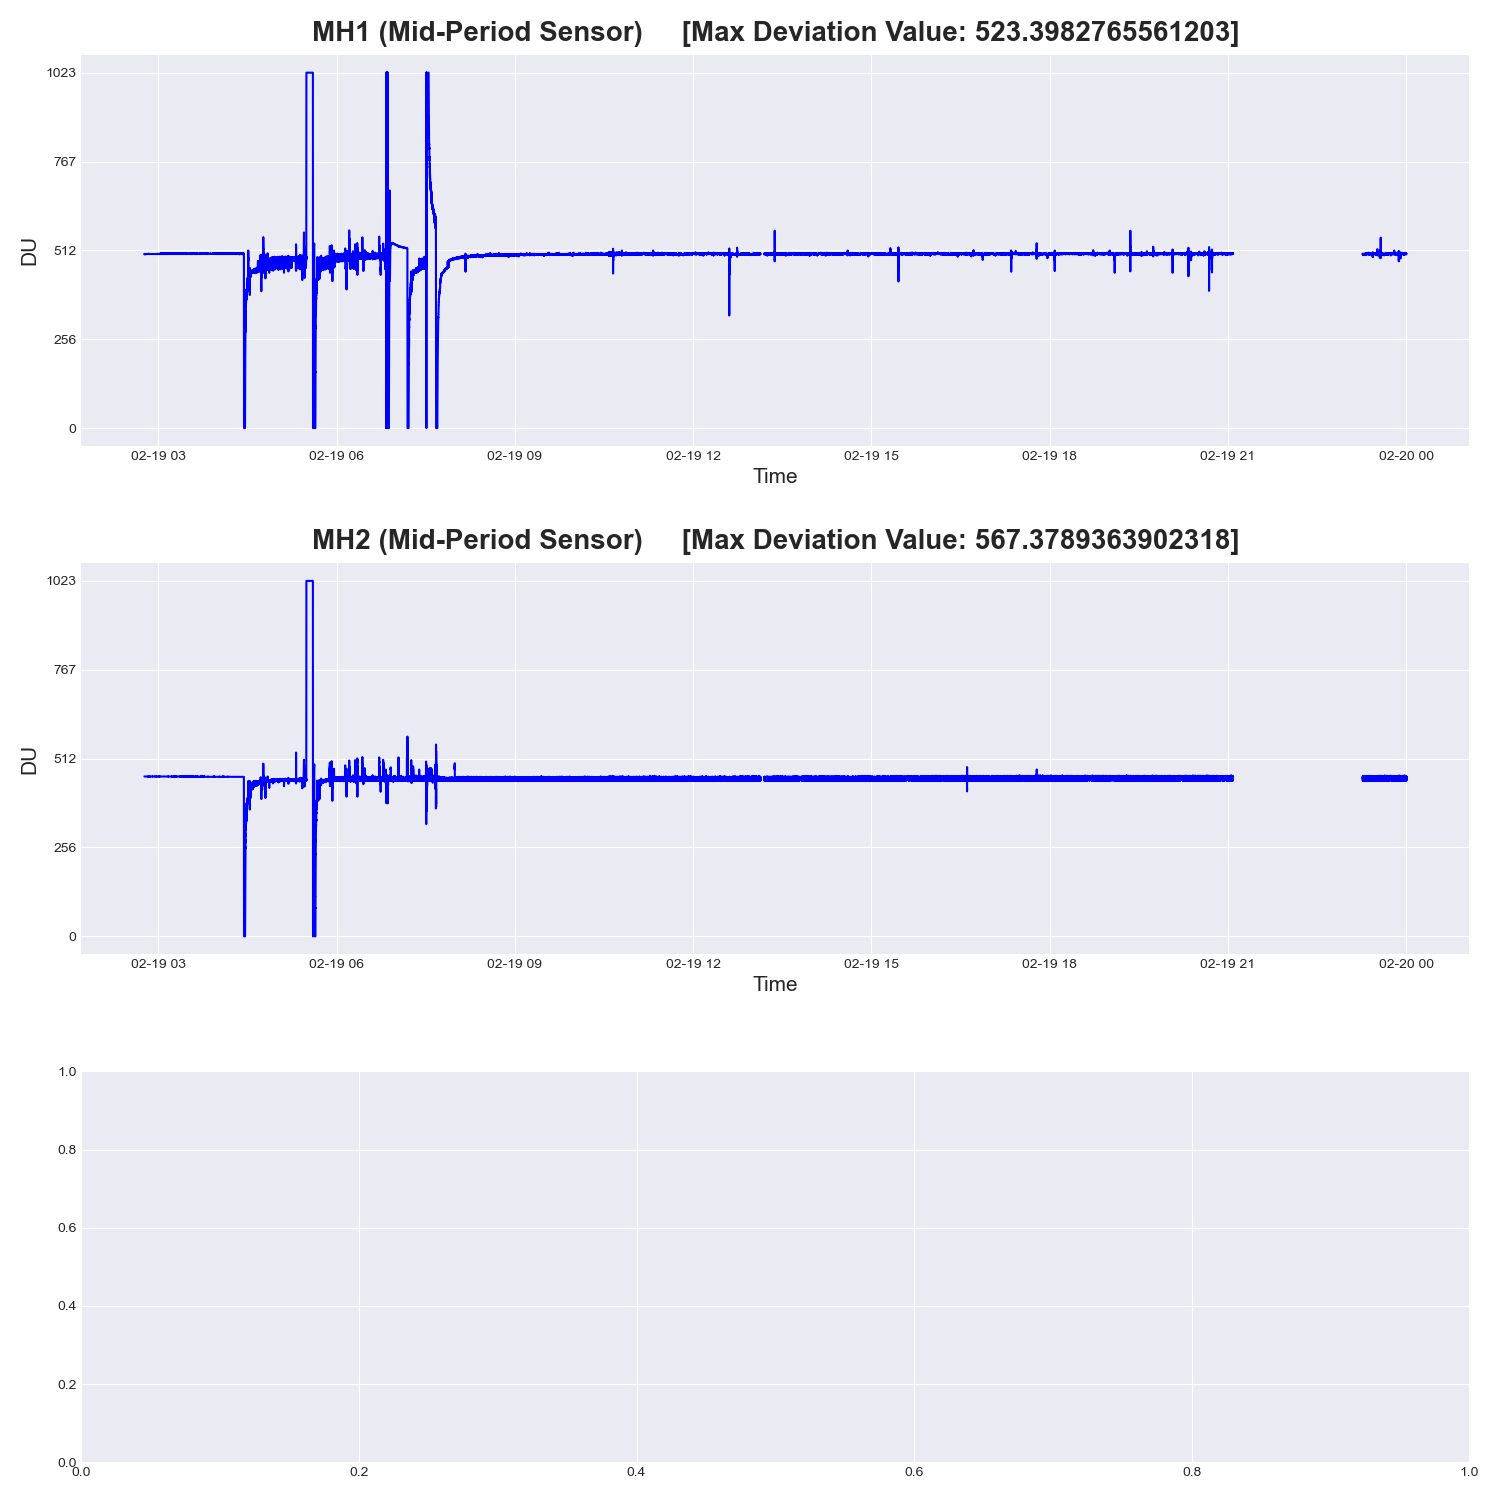 MH1 (Mid-Period Sensor) [Max Deviation Value: 523.3982765561203]
1023
767
512
256
0
DU
02-19 03 02-19 06 02-19 09 02-19 12 02-19 15 02-19 18 02-19 21 02-20 00
Time
MH2 (Mid-Period Sensor) [Max Deviation Value: 567.3789363902318]
1023
767
512
256
0
DU
02-19 03 02-19 06 02-19 09 02-19 12 02-19 15 02-19 18 02-19 21 02-20 00
Time
1.0
0.8
0.6
0.4
0.2
0.0
0.0 0.2 0.4 0.6 0.8 1.0